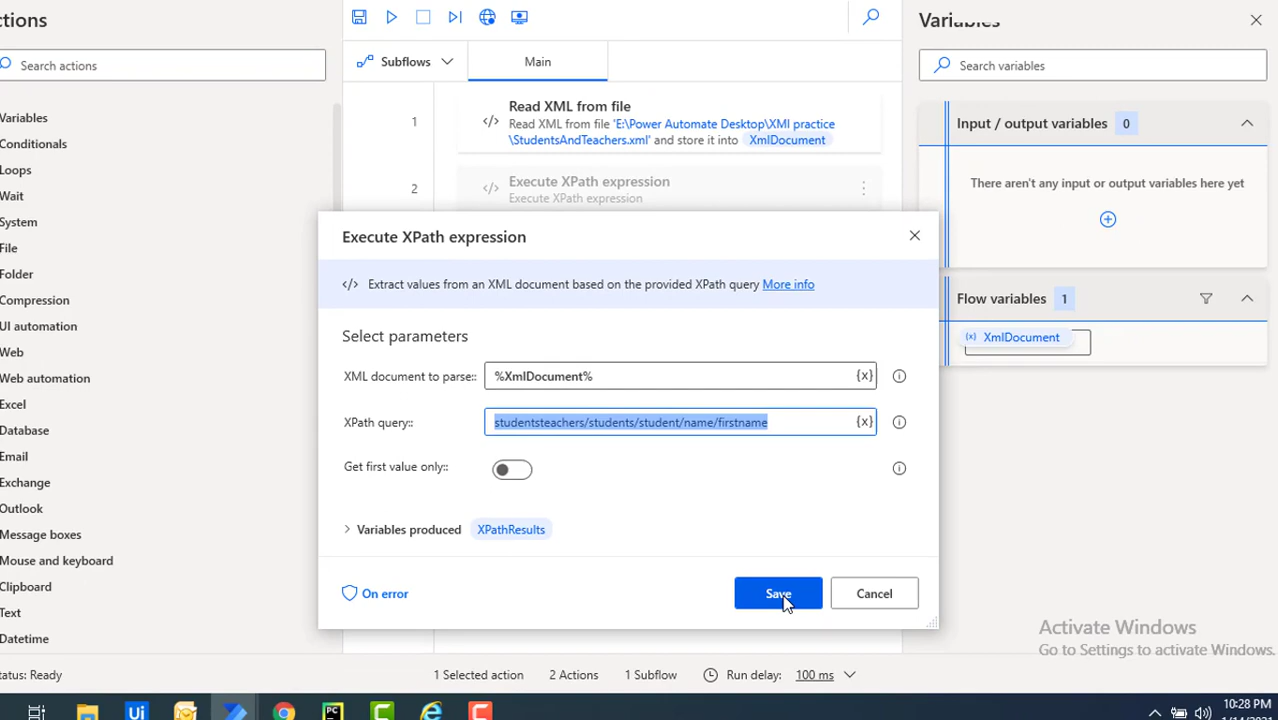 ctions
Search actions
Variables
Conditionals
Loops
Wait
System
File
Folder
Compression
UI automation
Web
Web automation
Excel
Database
Email
Exchange
Outlook
Message boxes
Mouse and keyboard
Clipboard
Text
Datetime
Subflows
Main
1
Read XML from file
Read XML from file 'E:\Power Automate Desktop\XMl practice
\StudentsAndTeachers.xml' and store it into XmlDocument
2
Execute XPath expression
Execute XPath expression
Execute XPath expression
</> Extract values from an XML document based on the provided XPath query More info
Select parameters
XML document to parse:: %XmlDocument% {x}
XPath query:: studentsteachers/students/student/name/firstname {x}
Get first value only::
Variables produced XPathResults
On error
Save
Cancel
Variables
Search variables
Input / output variables 0
There aren't any input or output variables here yet
Flow variables 1
(x) XmlDocument
Activate Windows
Go to Settings to activate Windows.
tatus: Ready
1 Selected action
2 Actions
1 Subflow
Run delay: 100 ms
Ui
PC
C
C
10:28 PM